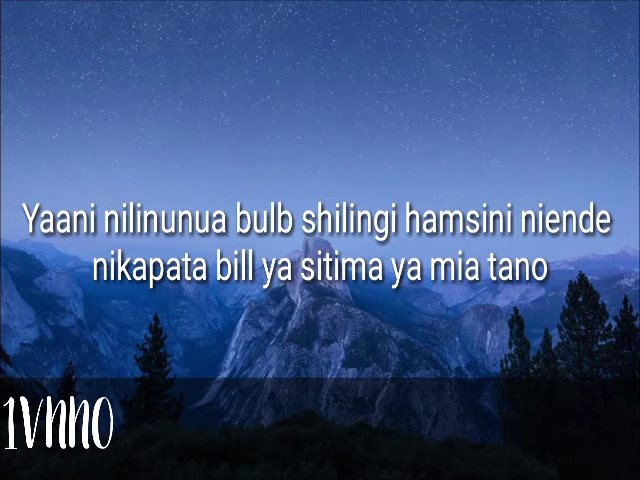 Yaani nilinunua bulb shilingi hamsini niende
nikapata bill ya sitima ya mia tano
1VNNO